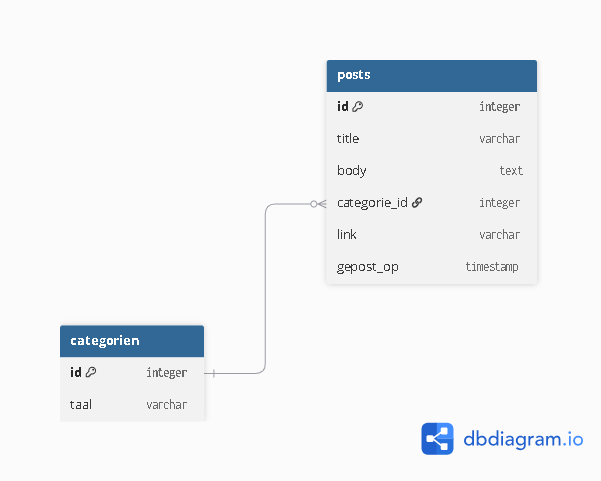 posts
id integer
title varchar
body text
categorie_id integer
link varchar
gepost_op timestamp
categorien
id integer
taal varchar
dbdiagram.io